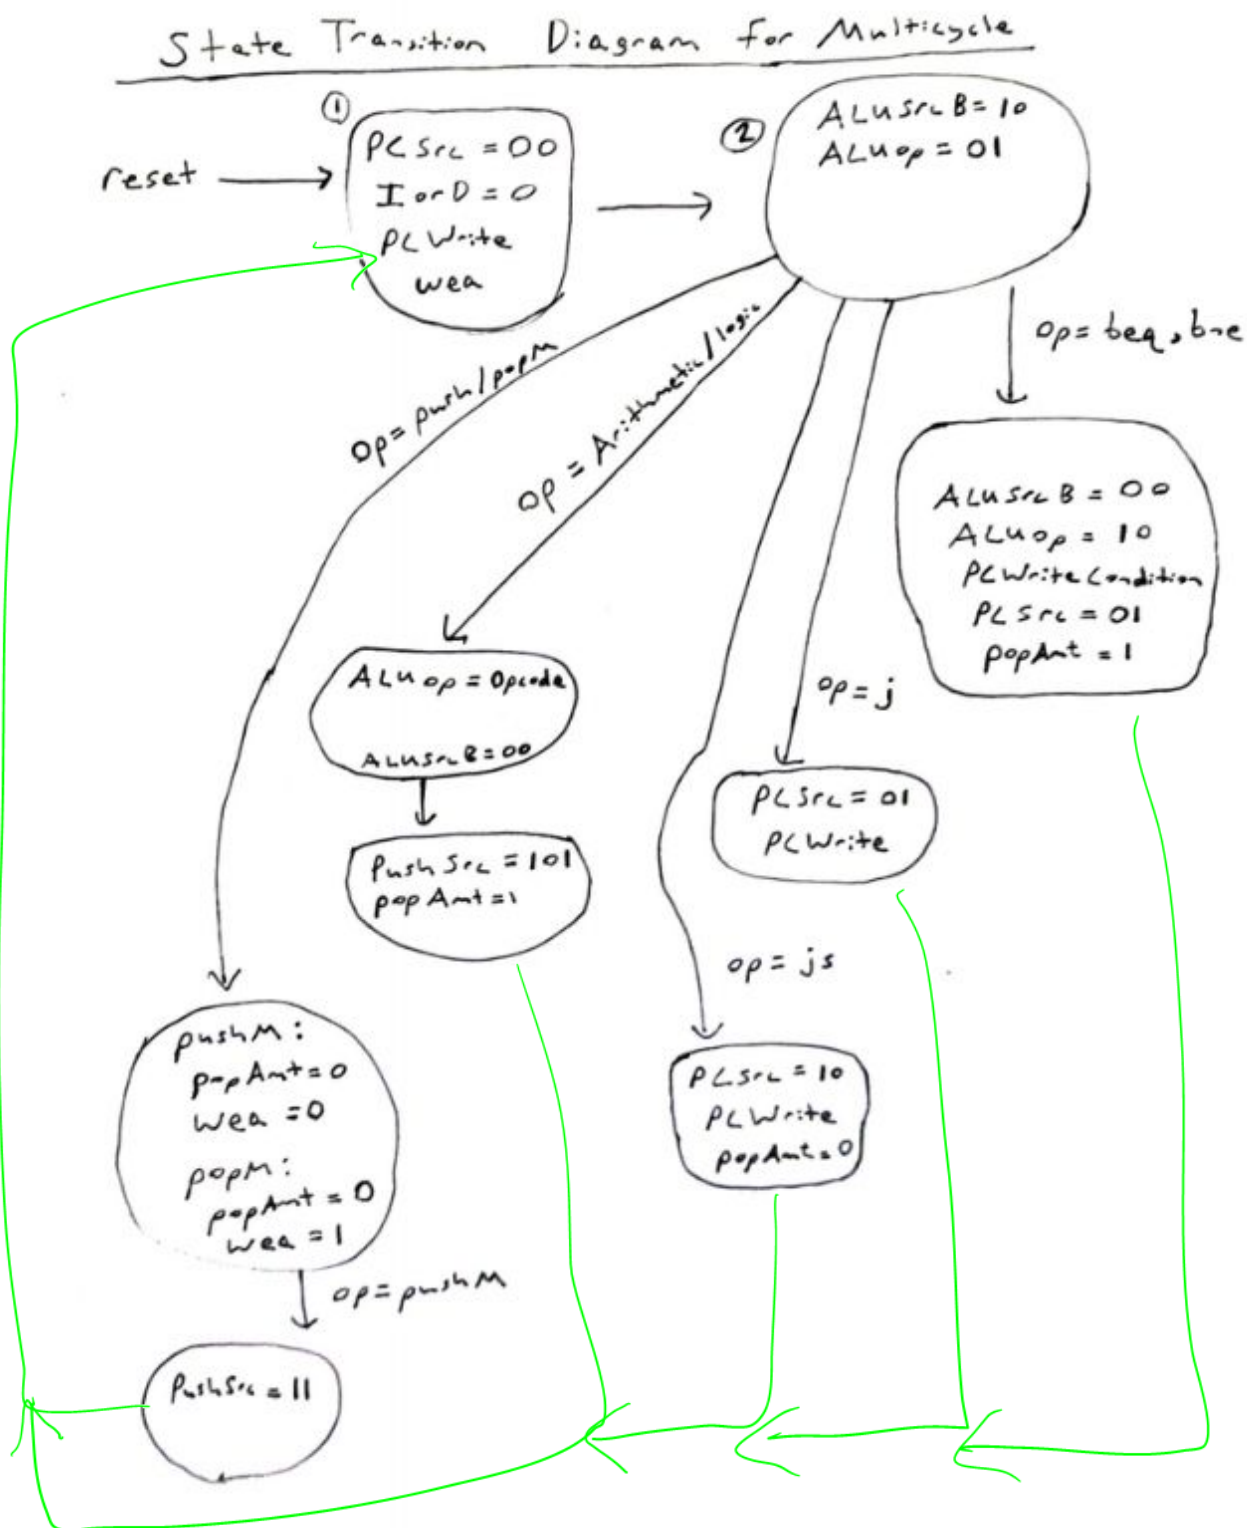 State Transition Diagram for Multicycle
①
PCSrc = 00
IorD = 0
PCWrite
wea
reset
②
ALUSrcB = 10
ALUop = 01
op = push/popM
op = Arithmetic/logic
op = beq, bne
ALUSrcB = 00
ALUop = 10
PCWriteCondition
PCSrc = 01
popAmt = 1
ALUop = Opcode
ALUSrcB = 00
op = j
PCSrc = 01
PCWrite
PushSrc = 101
popAmt = 1
op = js
pushM:
popAmt = 0
wea = 0
popM:
popAmt = 0
wea = 1
PCSrc = 10
PCWrite
popAmt = 0
op = pushM
PushSrc = 11